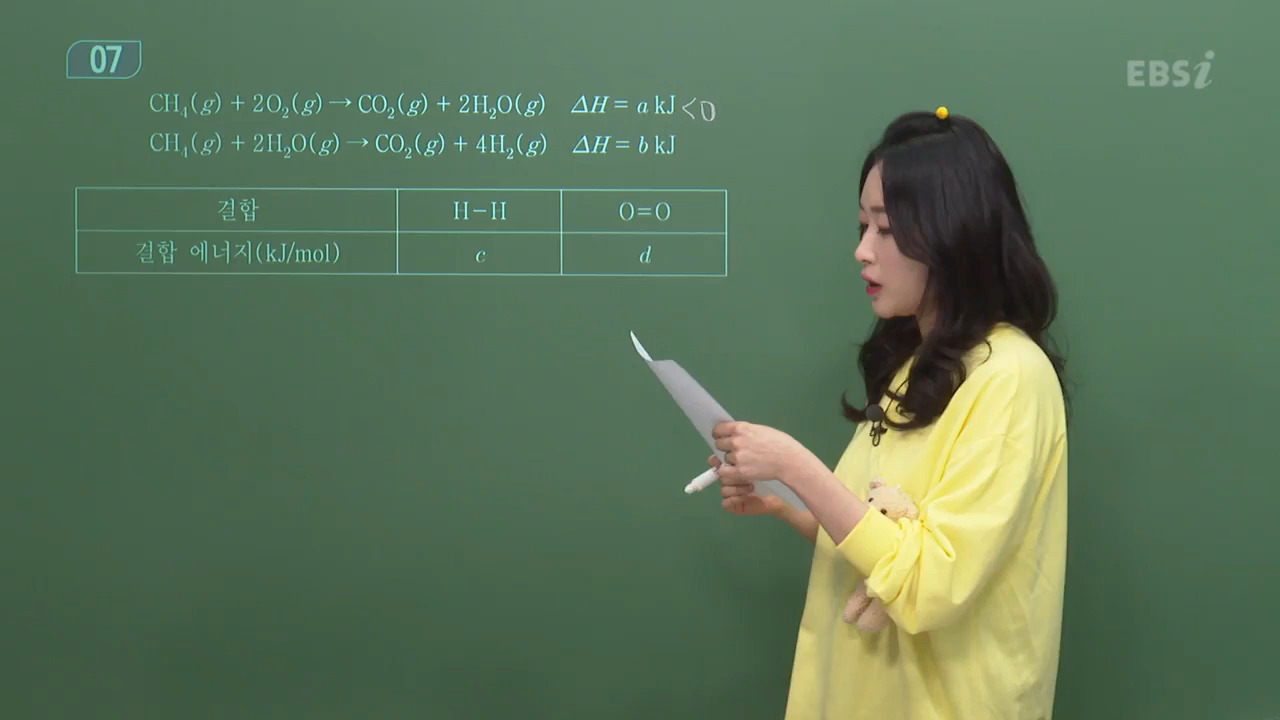 07
EBSi
CH₄(g) + 2O₂(g) → CO₂(g) + 2H₂O(g) ΔH = a kJ <0
CH₄(g) + 2H₂O(g) → CO₂(g) + 4H₂(g) ΔH = b kJ
결합 H−H O=O
결합 에너지(kJ/mol) c d